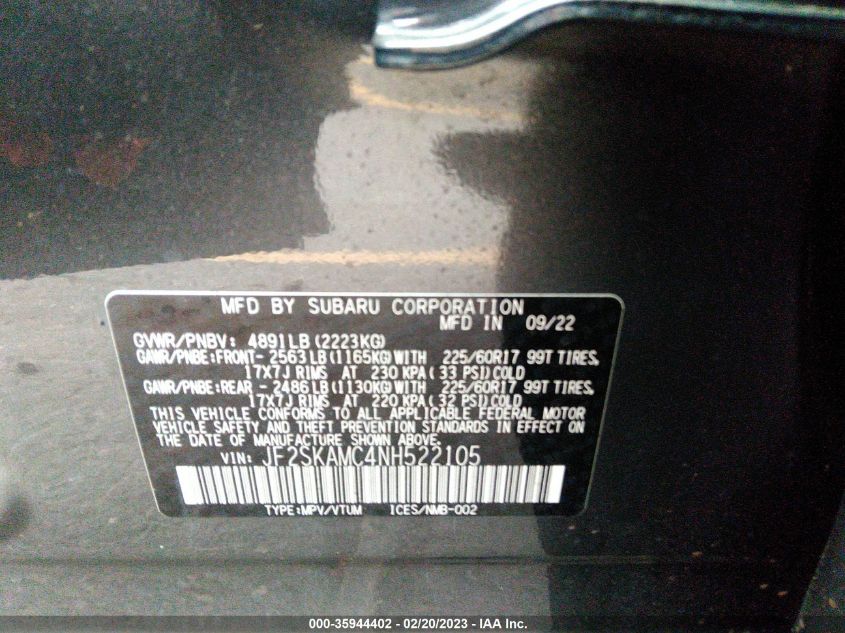 MFD BY SUBARU CORPORATION
MFD IN 09/22
GVWR/PNBV: 4891LB(2223KG)
GAWR/PNBE:FRONT- 2563LB(1165KG)WITH 225/60R17 99T TIRES,
17X7J RIMS AT 230 KPA(33 PSI)COLD
GAWR/PNBE:REAR - 2486LB(1130KG)WITH 225/60R17 99T TIRES,
17X7J RIMS AT 220 KPA(32 PSI)COLD
THIS VEHICLE CONFORMS TO ALL APPLICABLE FEDERAL MOTOR
VEHICLE SAFETY AND THEFT PREVENTION STANDARDS IN EFFECT ON
THE DATE OF MANUFACTURE SHOWN ABOVE.
VIN: JF2SKAMC4NH522105
TYPE:MPV/VTUM ICES/NMB-002
000-35944402 - 02/20/2023 - IAA Inc.